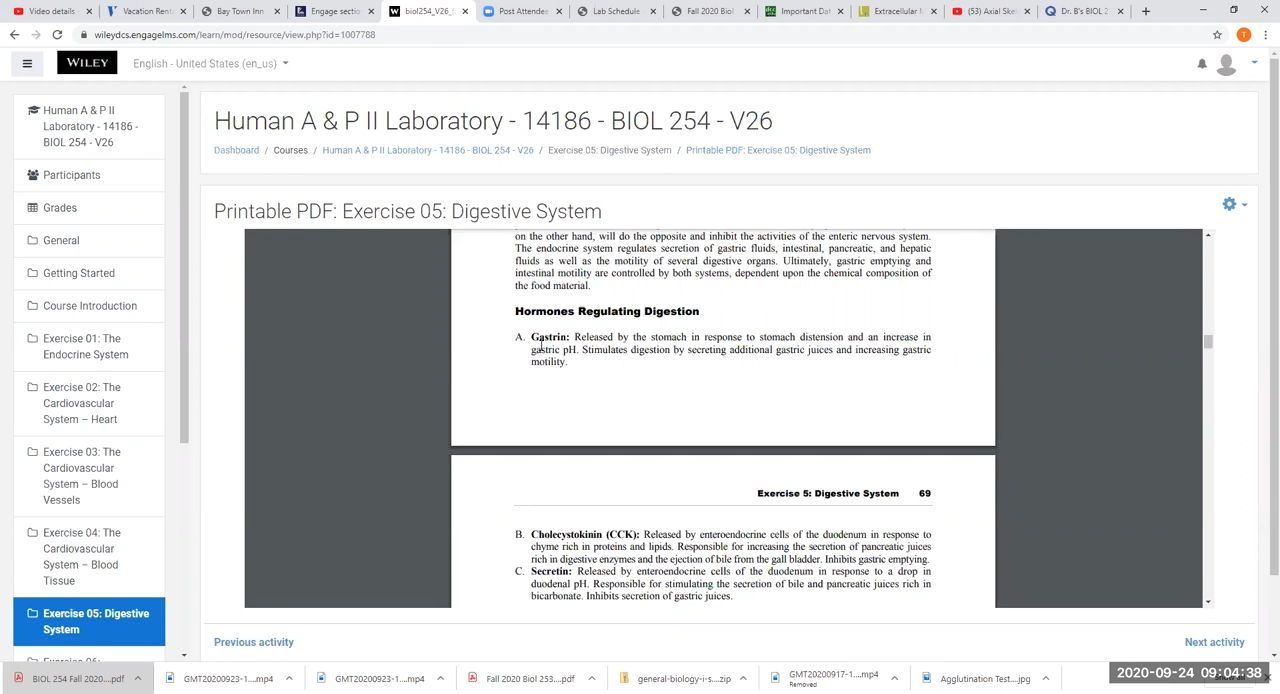 Video details -
Vacation Renta
Bay Town Inn
Engage sectio
biol254_V26_
Post Attendee
Lab Schedule
Fall 2020 Biol
Important Dat
Extracellular M
(53) Axial Skel
Dr. B's BIOL 2
wileydcs.engagelms.com/learn/mod/resource/view.php?id=1007788
T
WILEY
English - United States (en_us)
Human A & P II
Laboratory - 14186 -
BIOL 254 - V26
Participants
Grades
General
Getting Started
Course Introduction
Exercise 01: The
Endocrine System
Exercise 02: The
Cardiovascular
System – Heart
Exercise 03: The
Cardiovascular
System – Blood
Vessels
Exercise 04: The
Cardiovascular
System – Blood
Tissue
Exercise 05: Digestive
System
Exercise 06:
Human A & P II Laboratory - 14186 - BIOL 254 - V26
Dashboard / Courses / Human A & P II Laboratory - 14186 - BIOL 254 - V26 / Exercise 05: Digestive System / Printable PDF: Exercise 05: Digestive System
Printable PDF: Exercise 05: Digestive System
on the other hand, will do the opposite and inhibit the activities of the enteric nervous system.
The endocrine system regulates secretion of gastric fluids, intestinal, pancreatic, and hepatic
fluids as well as the motility of several digestive organs. Ultimately, gastric emptying and
intestinal motility are controlled by both systems, dependent upon the chemical composition of
the food material.
Hormones Regulating Digestion
A. Gastrin: Released by the stomach in response to stomach distension and an increase in
gastric pH. Stimulates digestion by secreting additional gastric juices and increasing gastric
motility.
Exercise 5: Digestive System 69
B. Cholecystokinin (CCK): Released by enteroendocrine cells of the duodenum in response to
chyme rich in proteins and lipids. Responsible for increasing the secretion of pancreatic juices
rich in digestive enzymes and the ejection of bile from the gall bladder. Inhibits gastric emptying.
C. Secretin: Released by enteroendocrine cells of the duodenum in response to a drop in
duodenal pH. Responsible for stimulating the secretion of bile and pancreatic juices rich in
bicarbonate. Inhibits secretion of gastric juices.
Previous activity
Next activity
BIOL 254 Fall 2020....pdf
GMT20200923-1....mp4
GMT20200923-1....mp4
Fall 2020 Biol 253....pdf
general-biology-i-s....zip
GMT20200917-1....mp4
Removed
Agglutination Test....jpg
2020-09-24 09:04:38